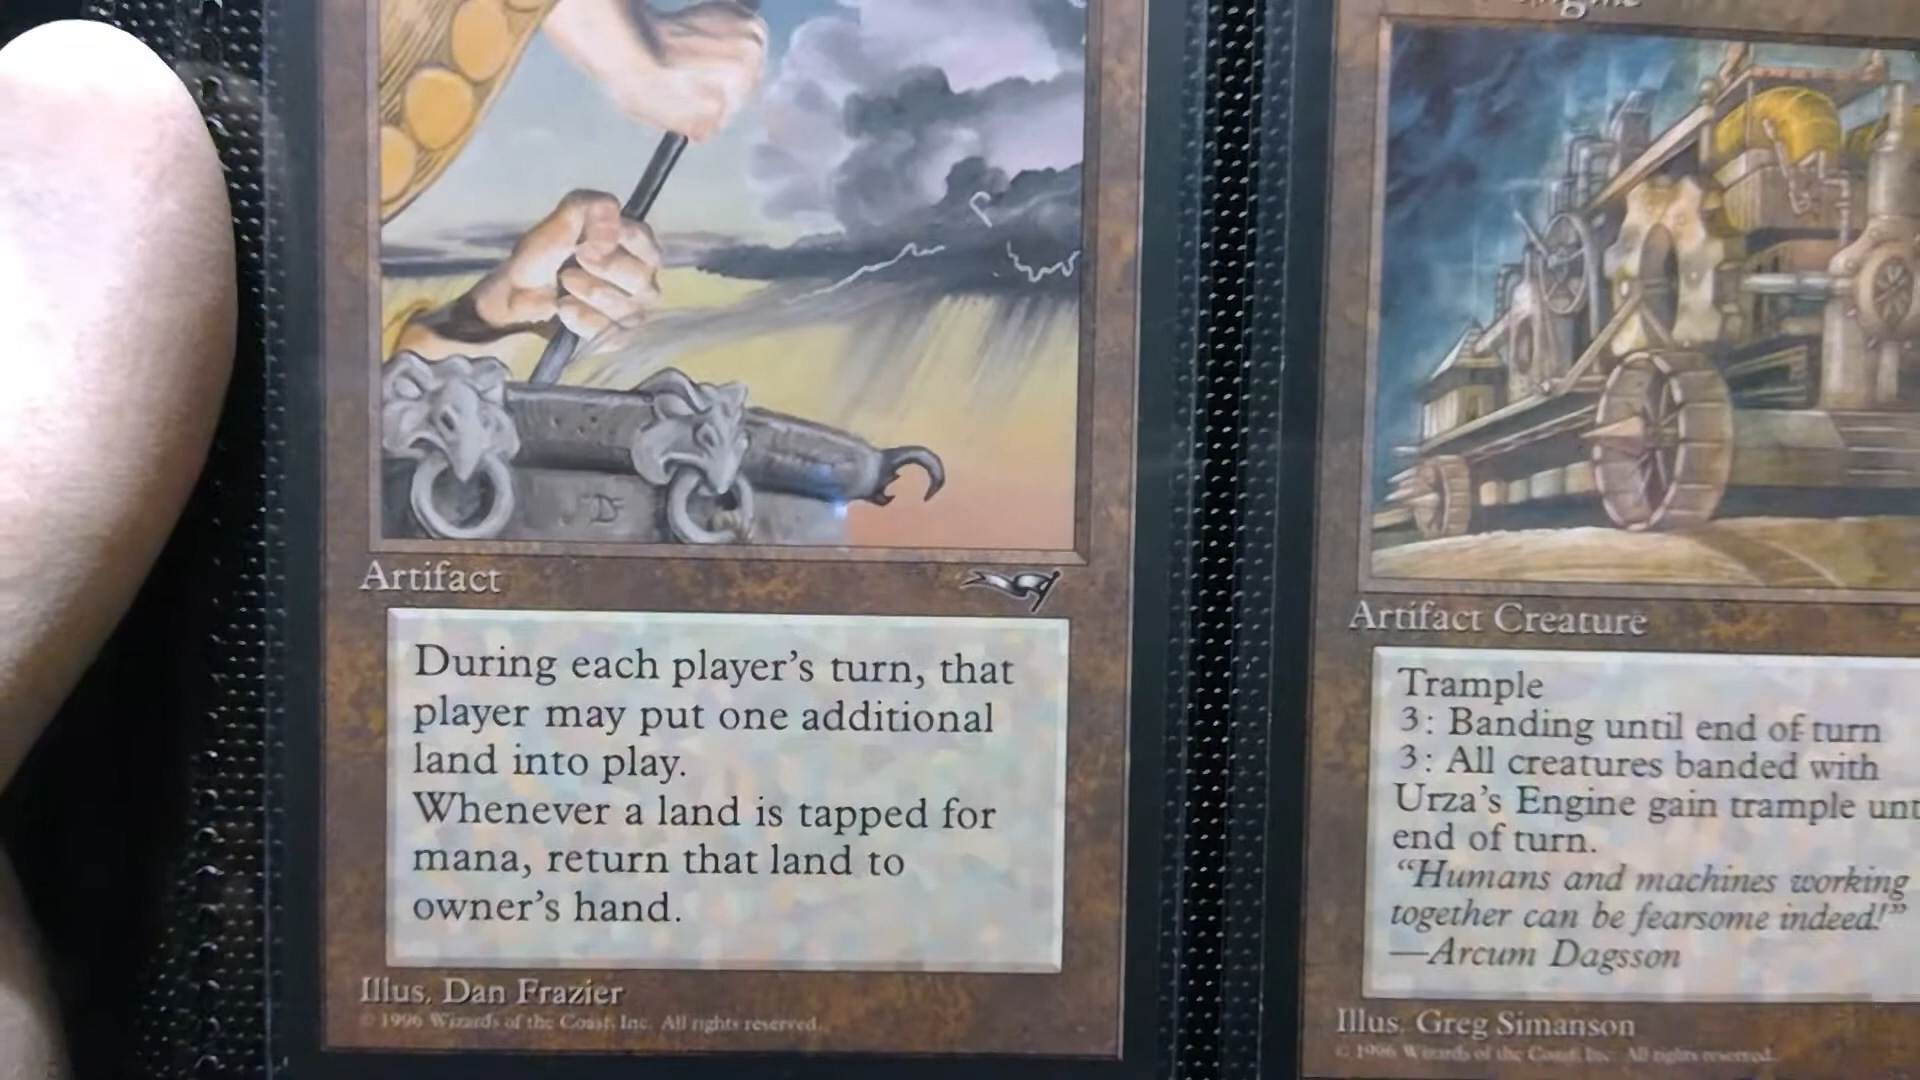 Artifact
During each player's turn, that
player may put one additional
land into play.
Whenever a land is tapped for
mana, return that land to
owner's hand.
Illus. Dan Frazier
© 1996 Wizards of the Coast, Inc. All rights reserved.
Artifact Creature
Trample
3: Banding until end of turn
3: All creatures banded with
Urza's Engine gain trample unt
end of turn.
"Humans and machines working
together can be fearsome indeed!"
—Arcum Dagsson
Illus. Greg Simanson
© 1996 Wizards of the Coast, Inc. All rights reserved.